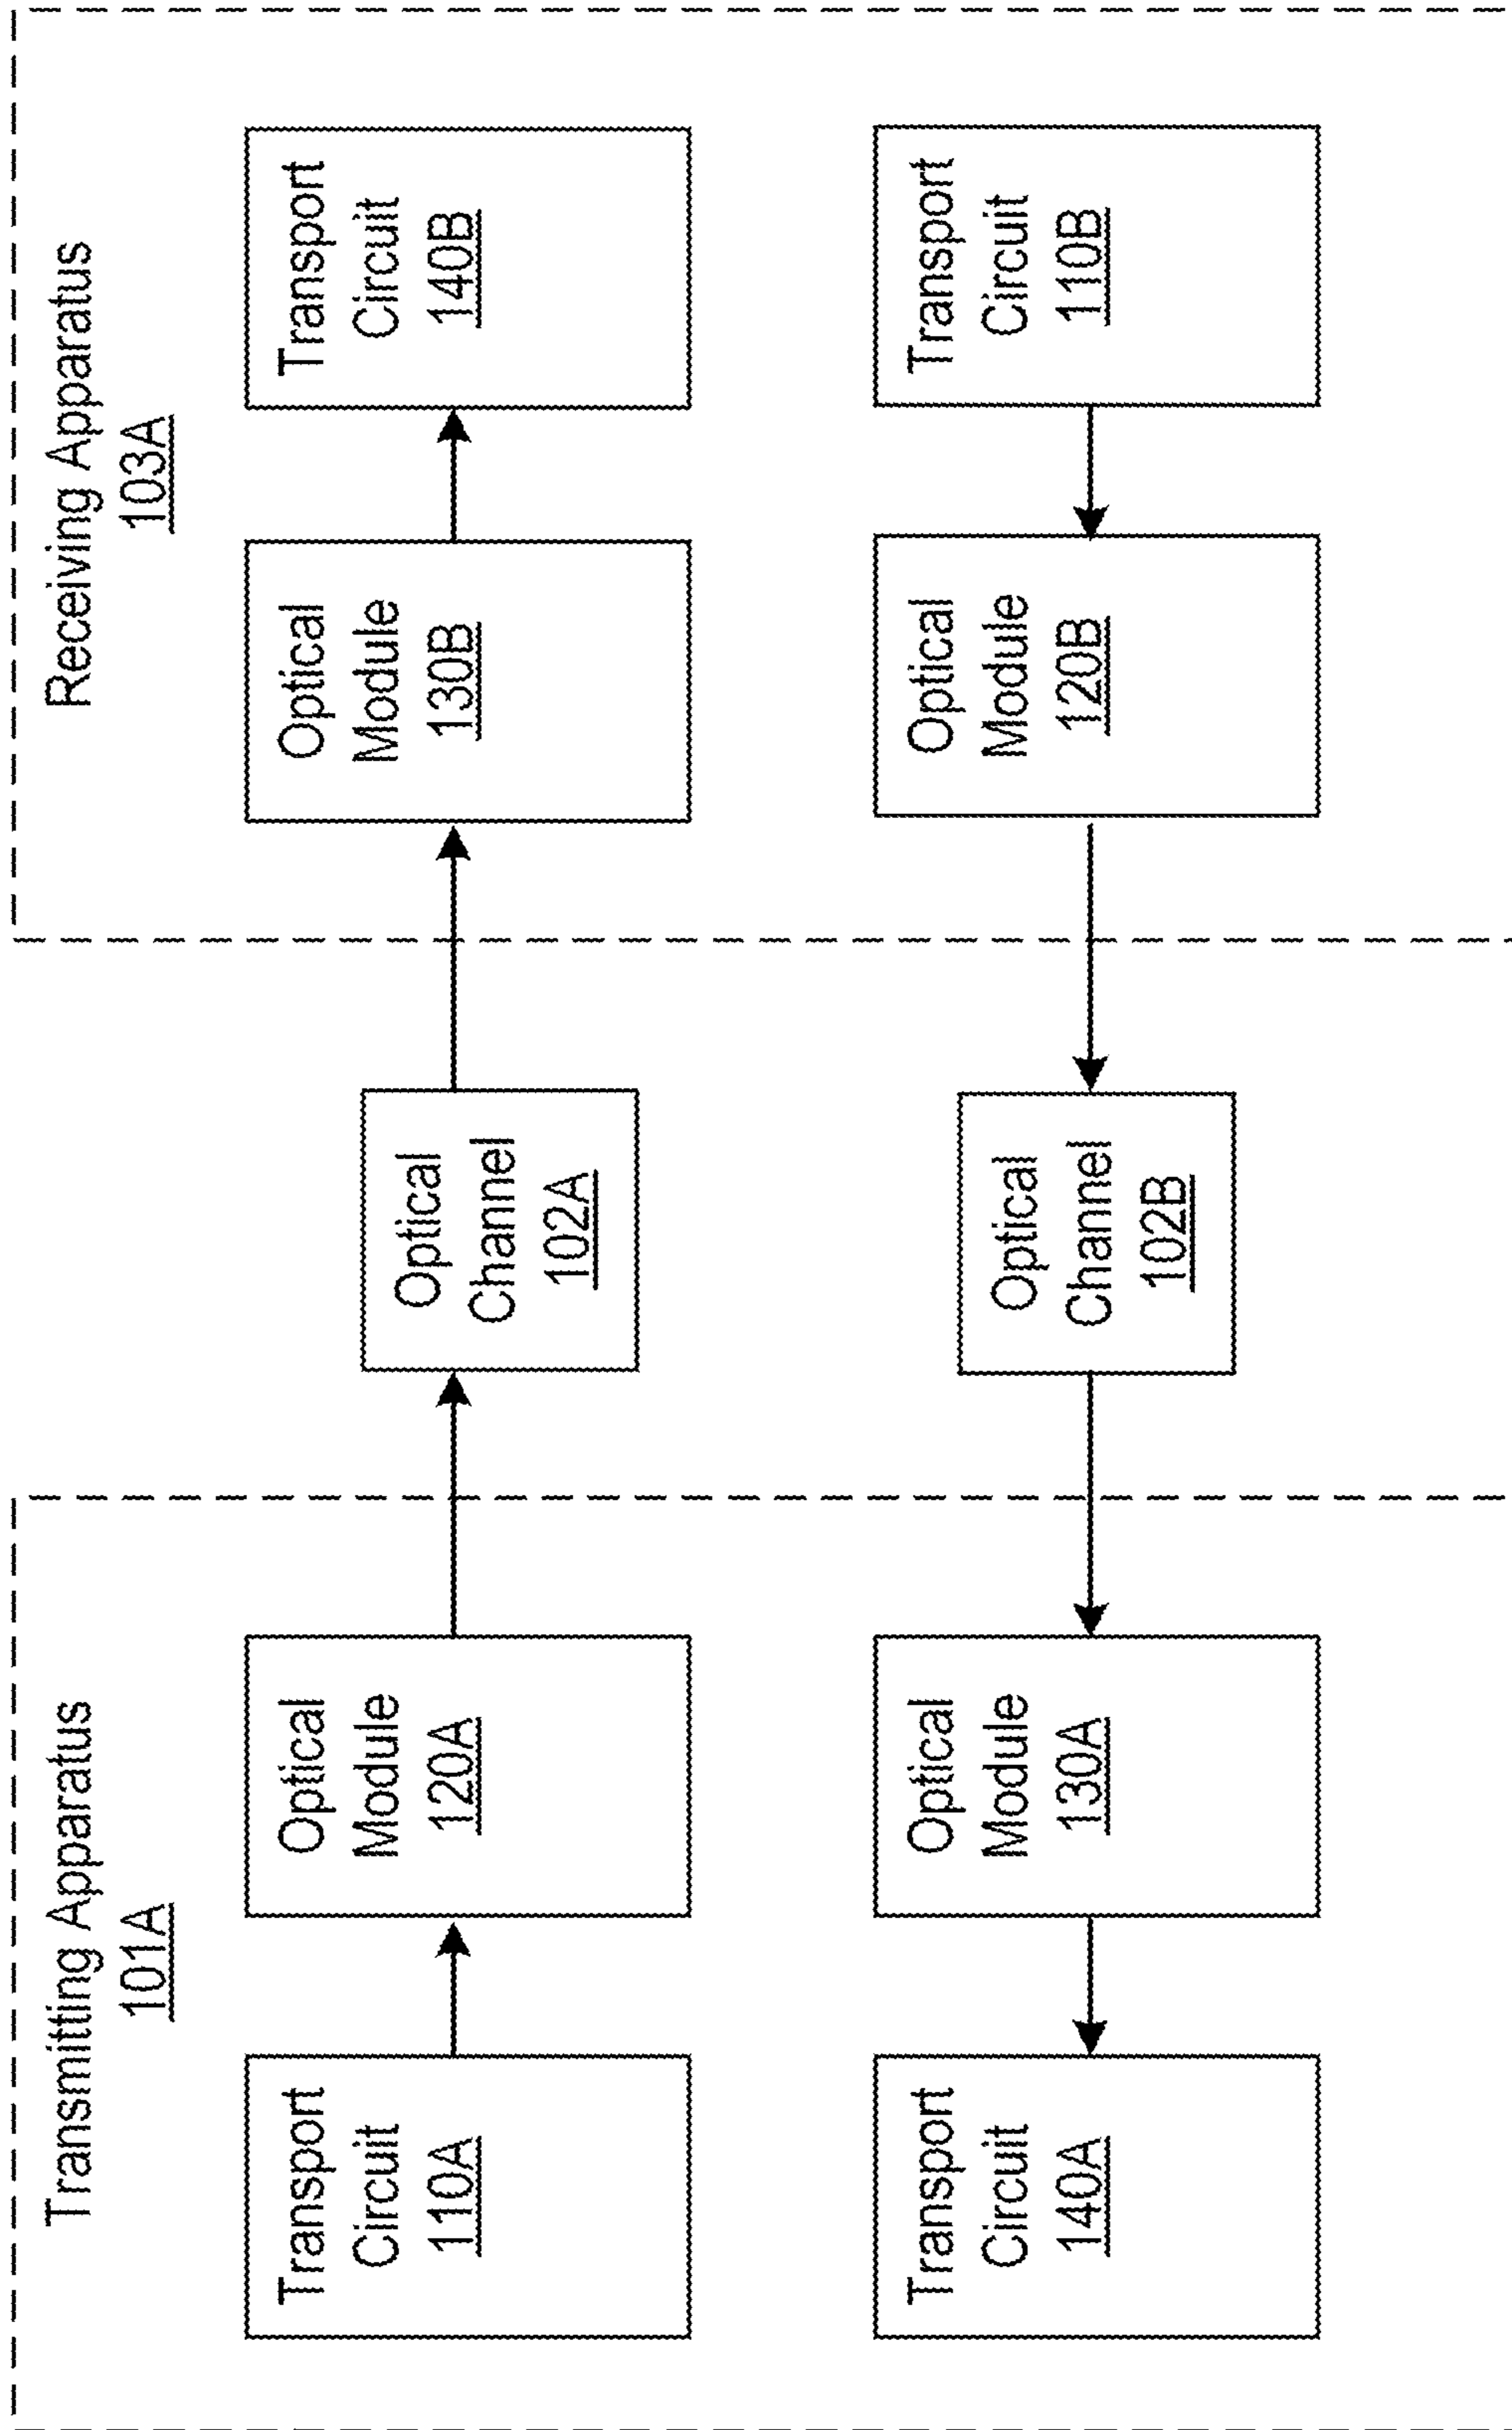 Transmitting Apparatus
101A
Transport
Circuit
110A
Optical
Module
120A
Transport
Circuit
140A
Optical
Module
130A
Optical
Channel
102A
Optical
Channel
102B
Receiving Apparatus
103A
Optical
Module
130B
Transport
Circuit
140B
Optical
Module
120B
Transport
Circuit
110B